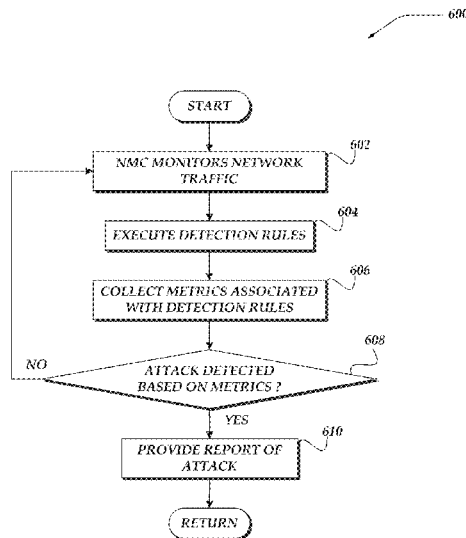 600
START
602
NMC MONITORS NETWORK
TRAFFIC
604
EXECUTE DETECTION RULES
606
COLLECT METRICS ASSOCIATED
WITH DETECTION RULES
608
NO
ATTACK DETECTED
BASED ON METRICS ?
YES
610
PROVIDE REPORT OF
ATTACK
RETURN